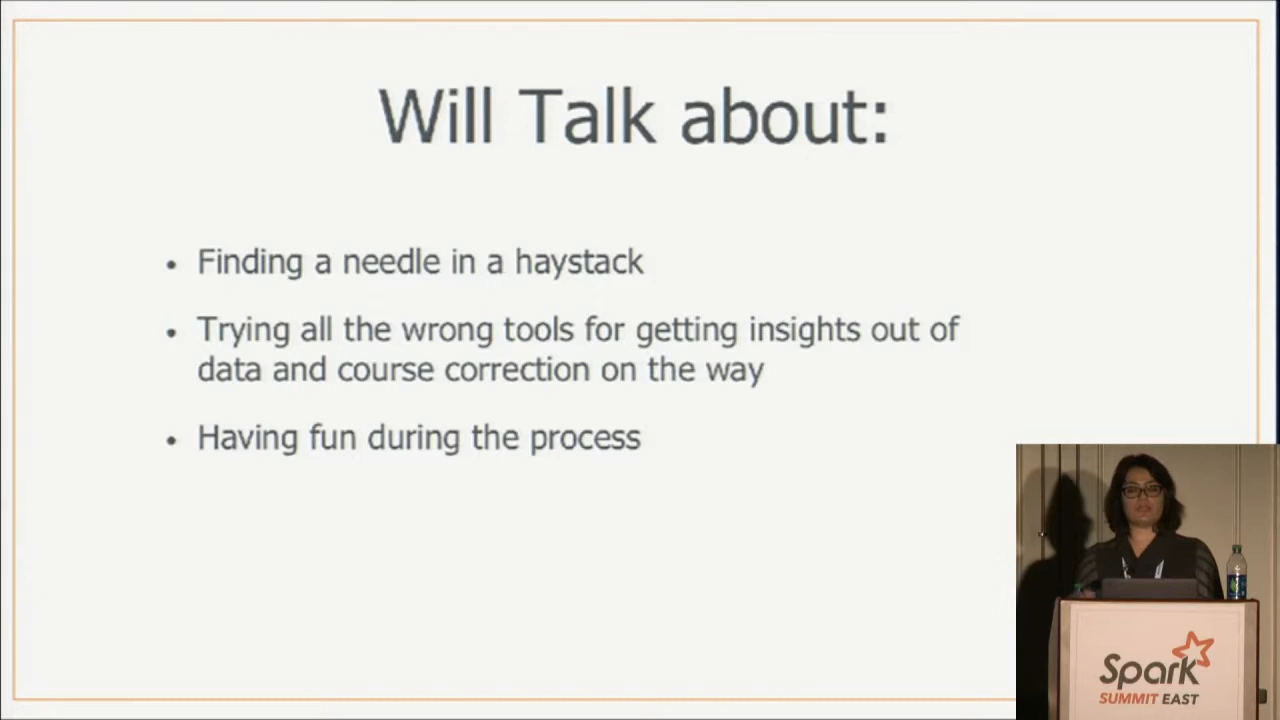 Will Talk about:
• Finding a needle in a haystack
• Trying all the wrong tools for getting insights out of
data and course correction on the way
• Having fun during the process
Spark
SUMMIT EAST